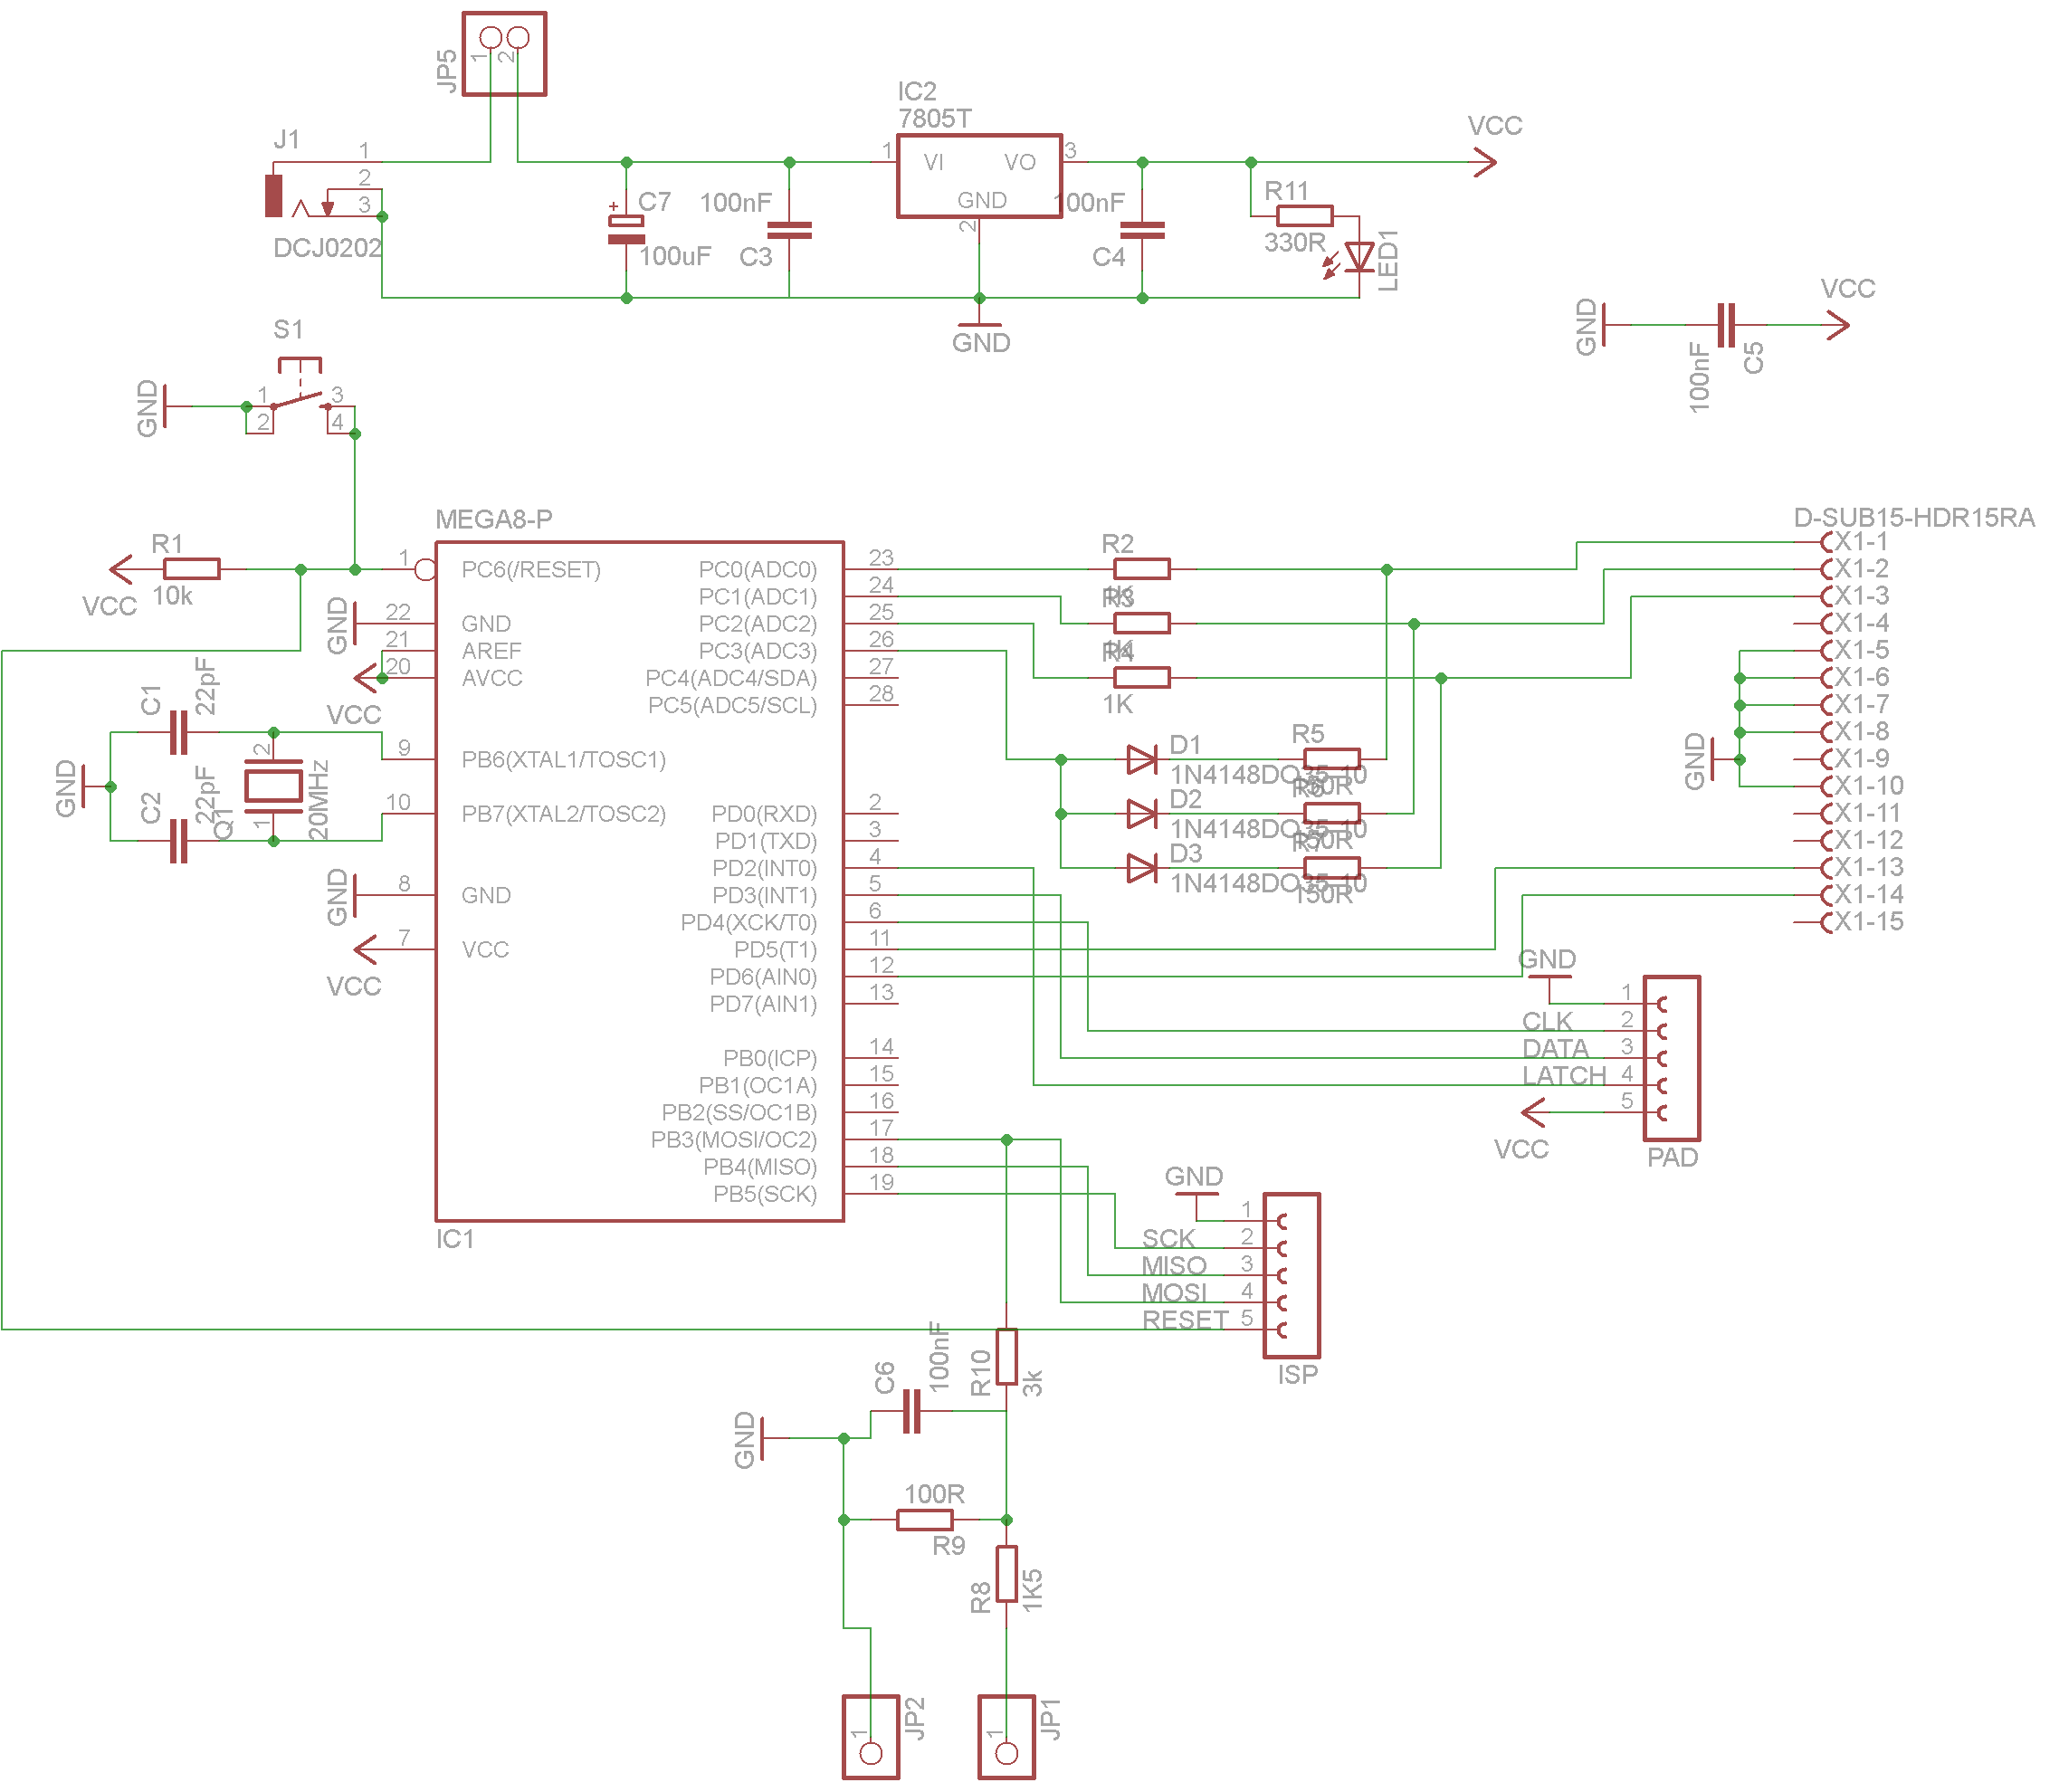 JP5
1
2
J1
1
2
3
DCJ0202
IC2
7805T
1
VI
VO
3
GND
2
VCC
C7
+
100uF
100nF
C3
100nF
C4
R11
330R
LED1
GND
VCC
GND
100nF
C5
S1
GND
1
2
3
4
MEGA8-P
R1
10k
VCC
1
PC6(/RESET)
GND
22
GND
21
AREF
20
AVCC
VCC
C1
22pF
C2
22pF
GND
2
1
Q1
20MHz
9
PB6(XTAL1/TOSC1)
10
PB7(XTAL2/TOSC2)
GND
8
GND
7
VCC
VCC
PC0(ADC0)
23
PC1(ADC1)
24
PC2(ADC2)
25
PC3(ADC3)
26
PC4(ADC4/SDA)
27
PC5(ADC5/SCL)
28
PD0(RXD)
2
PD1(TXD)
3
PD2(INT0)
4
PD3(INT1)
5
PD4(XCK/T0)
6
PD5(T1)
11
PD6(AIN0)
12
PD7(AIN1)
13
PB0(ICP)
14
PB1(OC1A)
15
PB2(SS/OC1B)
16
PB3(MOSI/OC2)
17
PB4(MISO)
18
PB5(SCK)
19
IC1
R2
R3
R4
1K
D1
1N4148DO35-10
R5
D2
1N4148DO35-10
D3
1N4148DO35-10
150R
D-SUB15-HDR15RA
X1-1
X1-2
X1-3
X1-4
X1-5
X1-6
X1-7
X1-8
X1-9
X1-10
X1-11
X1-12
X1-13
X1-14
X1-15
GND
GND
1
CLK 2
DATA 3
LATCH 4
5
VCC
PAD
GND
1
SCK 2
MISO 3
MOSI 4
RESET 5
ISP
R10
3k
C6
100nF
GND
100R
R9
R8
1K5
JP2
1
JP1
1